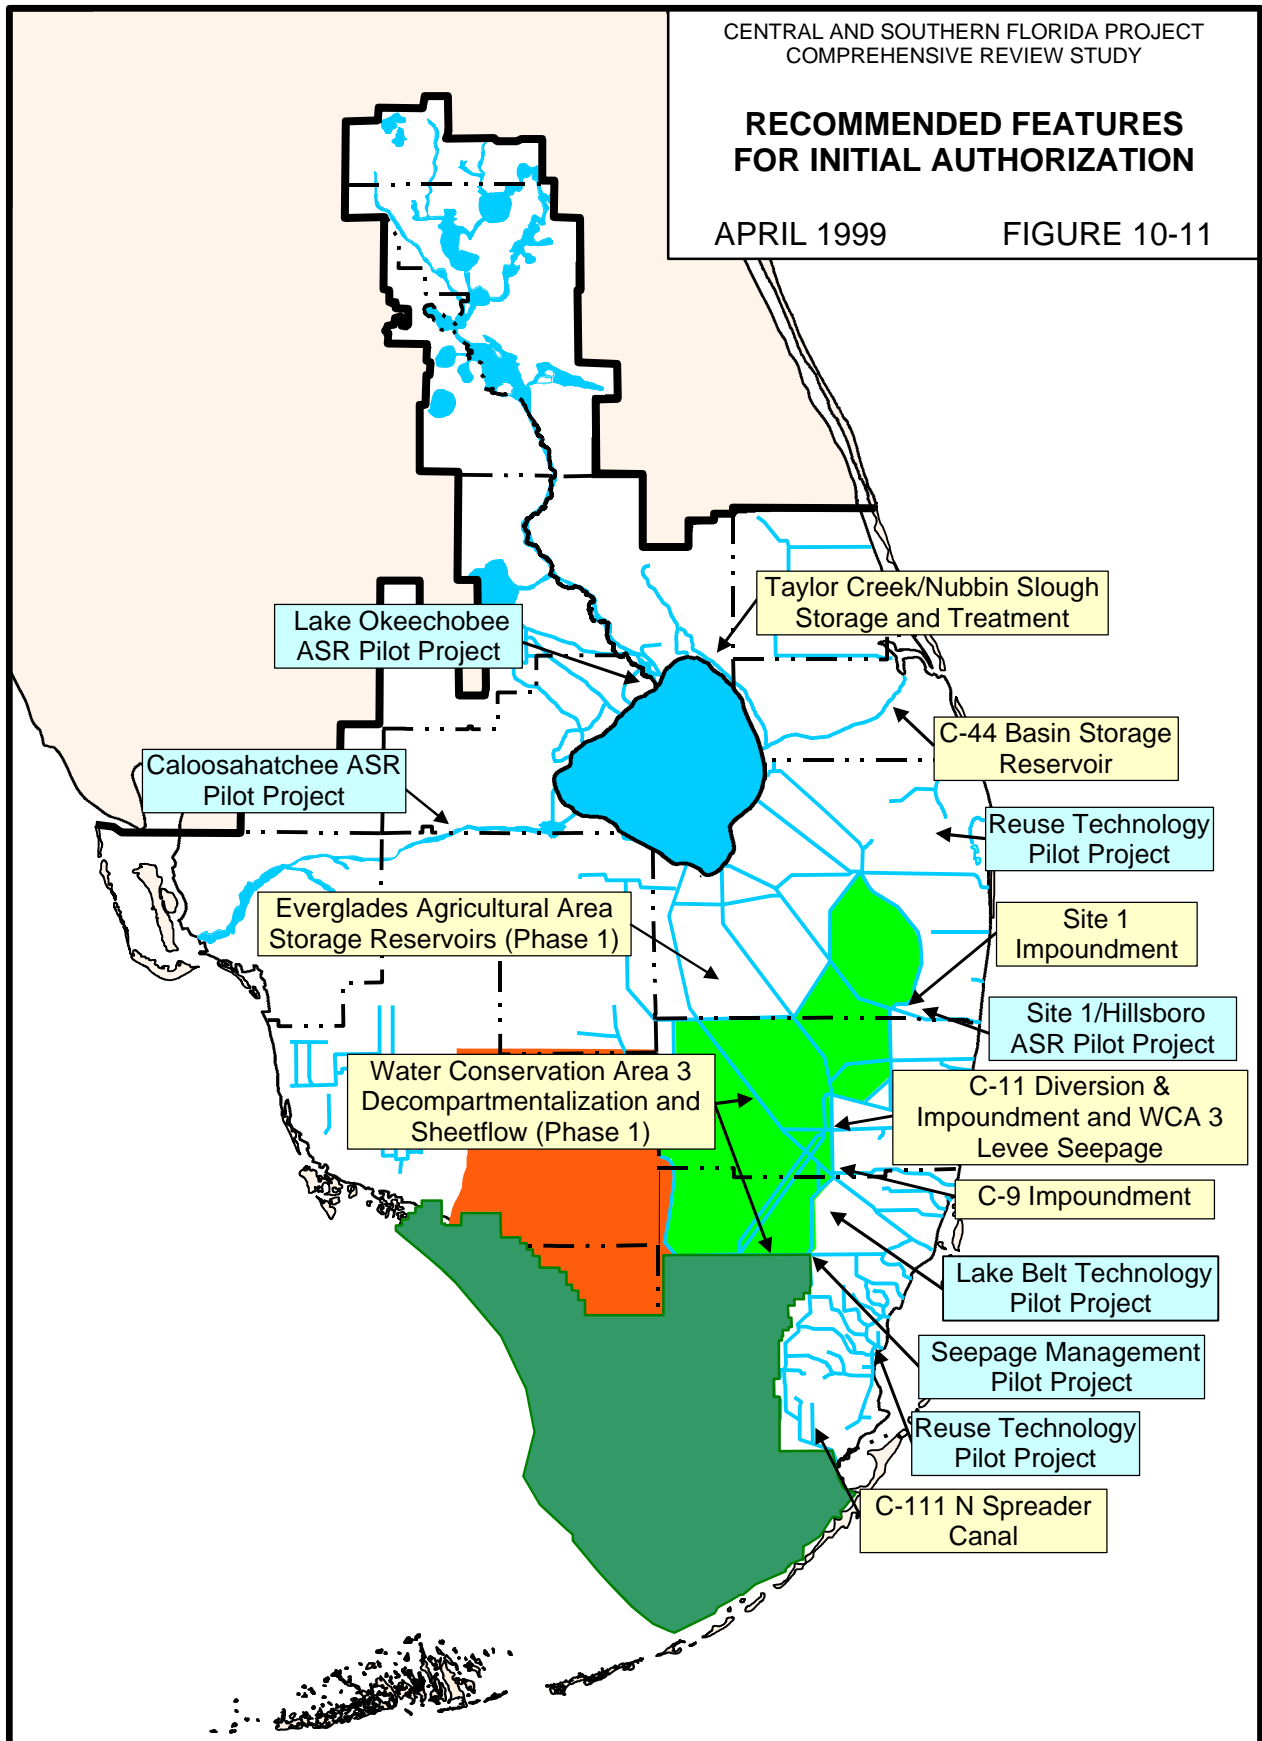 CENTRAL AND SOUTHERN FLORIDA PROJECT
COMPREHENSIVE REVIEW STUDY
RECOMMENDED FEATURES
FOR INITIAL AUTHORIZATION
APRIL 1999 FIGURE 10-11
Taylor Creek/Nubbin Slough
Storage and Treatment
Lake Okeechobee
ASR Pilot Project
C-44 Basin Storage
Reservoir
Caloosahatchee ASR
Pilot Project
Reuse Technology
Pilot Project
Everglades Agricultural Area
Storage Reservoirs (Phase 1)
Site 1
Impoundment
Site 1/Hillsboro
ASR Pilot Project
Water Conservation Area 3
Decompartmentalization and
Sheetflow (Phase 1)
C-11 Diversion &
Impoundment and WCA 3
Levee Seepage
C-9 Impoundment
Lake Belt Technology
Pilot Project
Seepage Management
Pilot Project
Reuse Technology
Pilot Project
C-111 N Spreader
Canal